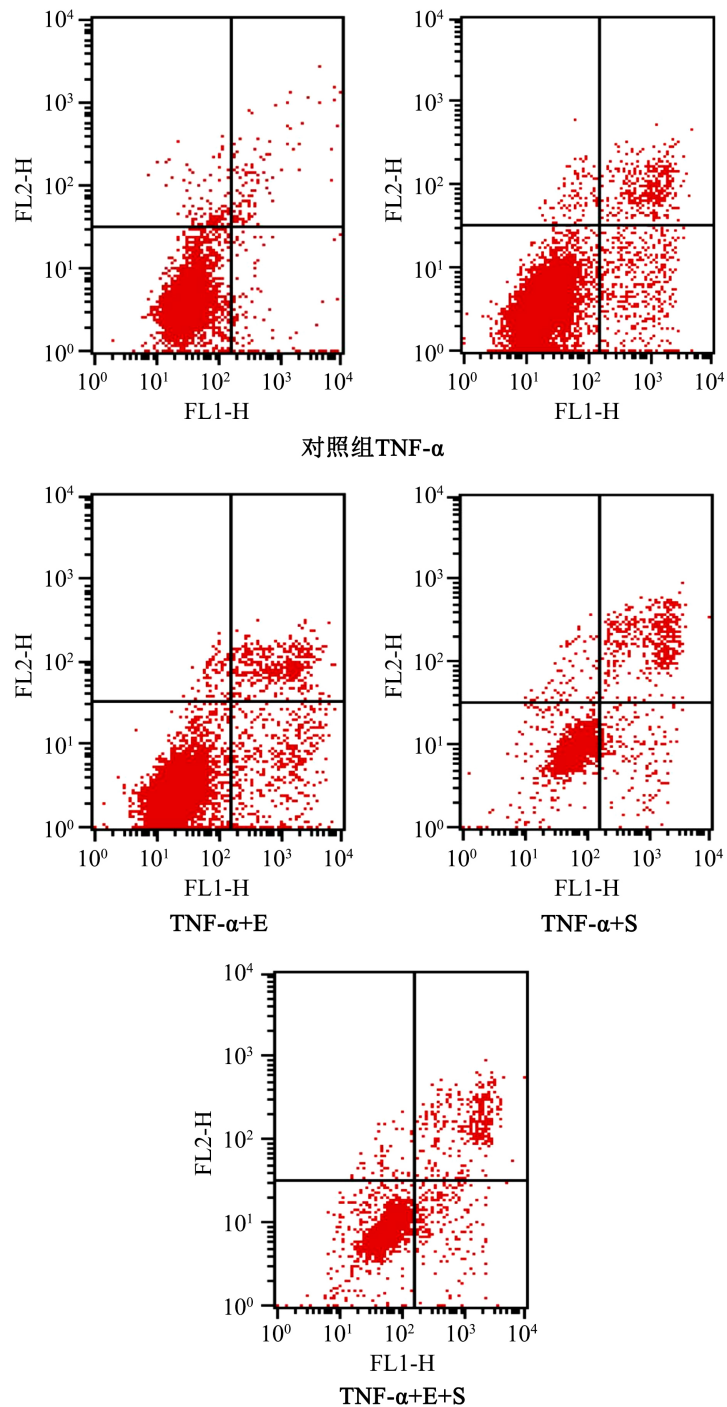 10⁴ 10⁴
10³ 10³
FL2-H FL2-H
10² 10²
10¹ 10¹
10⁰ 10⁰
10⁰ 10¹ 10² 10³ 10⁴ 10⁰ 10¹ 10² 10³ 10⁴
FL1-H FL1-H
对照组TNF-α
10⁴ 10⁴
10³ 10³
FL2-H FL2-H
10² 10²
10¹ 10¹
10⁰ 10⁰
10⁰ 10¹ 10² 10³ 10⁴ 10⁰ 10¹ 10² 10³ 10⁴
FL1-H FL1-H
TNF-α+E TNF-α+S
10⁴
10³
FL2-H
10²
10¹
10⁰
10⁰ 10¹ 10² 10³ 10⁴
FL1-H
TNF-α+E+S